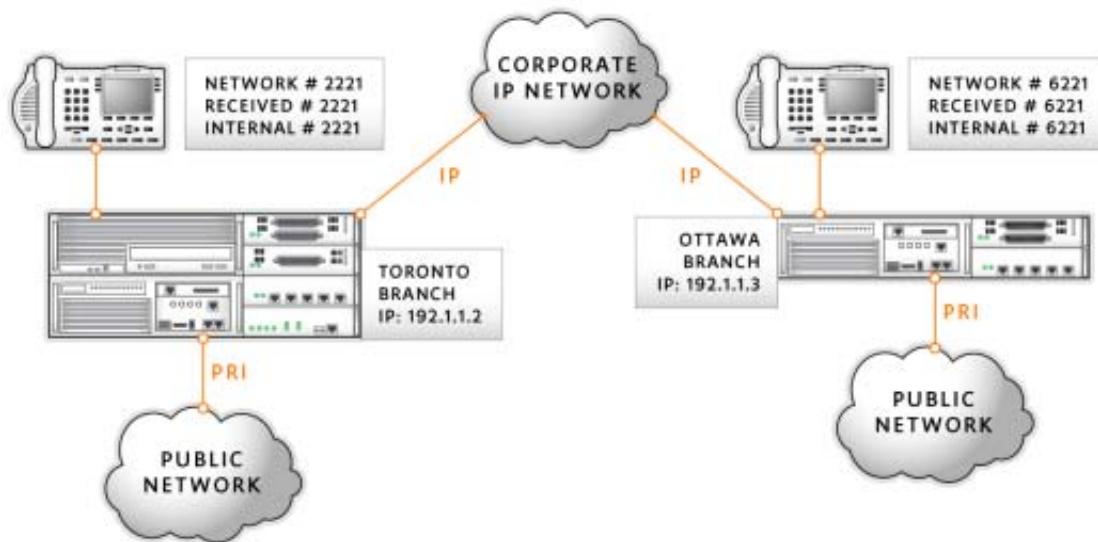 CORPORATE
IP NETWORK
NETWORK # 2221
RECEIVED # 2221
INTERNAL # 2221
NETWORK # 6221
RECEIVED # 6221
INTERNAL # 6221
IP
IP
TORONTO
BRANCH
IP: 192.1.1.2
OTTAWA
BRANCH
IP: 192.1.1.3
PRI
PRI
PUBLIC
NETWORK
PUBLIC
NETWORK